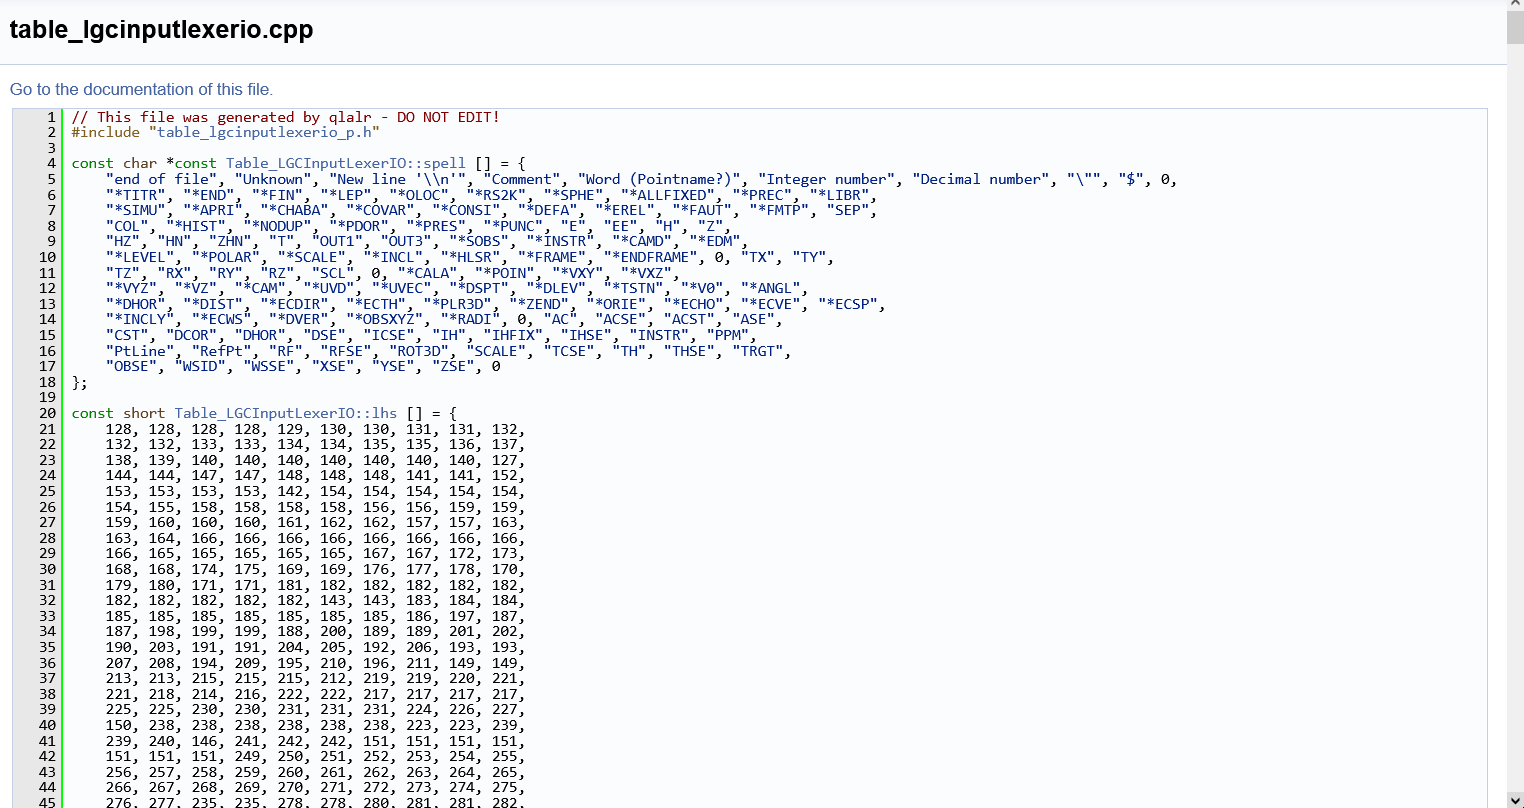 table_lgcinputlexerio.cpp
Go to the documentation of this file.
1 // This file was generated by qlalr - DO NOT EDIT!
2 #include "table_lgcinputlexerio_p.h"
3
4 const char *const Table_LGCInputLexerIO::spell [] = {
5 "end of file", "Unknown", "New line '\\n'", "Comment", "Word (Pointname?)", "Integer number", "Decimal number", "\"", "$", 0,
6 "*TITR", "*END", "*FIN", "*LEP", "*OLOC", "*RS2K", "*SPHE", "*ALLFIXED", "*PREC", "*LIBR",
7 "*SIMU", "*APRI", "*CHABA", "*COVAR", "*CONSI", "*DEFA", "*EREL", "*FAUT", "*FMTP", "SEP",
8 "COL", "*HIST", "*NODUP", "*PDOR", "*PRES", "*PUNC", "E", "EE", "H", "Z",
9 "HZ", "HN", "ZHN", "T", "OUT1", "OUT3", "*SOBS", "*INSTR", "*CAMD", "*EDM",
10 "*LEVEL", "*POLAR", "*SCALE", "*INCL", "*HLSR", "*FRAME", "*ENDFRAME", 0, "TX", "TY",
11 "TZ", "RX", "RY", "RZ", "SCL", 0, "*CALA", "*POIN", "*VXY", "*VXZ",
12 "*VYZ", "*VZ", "*CAM", "*UVD", "*UVEC", "*DSPT", "*DLEV", "*TSTN", "*V0", "*ANGL",
13 "*DHOR", "*DIST", "*ECDIR", "*ECTH", "*PLR3D", "*ZEND", "*ORIE", "*ECHO", "*ECVE", "*ECSP",
14 "*INCLY", "*ECWS", "*DVER", "*OBSXYZ", "*RADI", 0, "AC", "ACSE", "ACST", "ASE",
15 "CST", "DCOR", "DHOR", "DSE", "ICSE", "IH", "IHFIX", "IHSE", "INSTR", "PPM",
16 "PtLine", "RefPt", "RF", "RFSE", "ROT3D", "SCALE", "TCSE", "TH", "THSE", "TRGT",
17 "OBSE", "WSID", "WSSE", "XSE", "YSE", "ZSE", 0
18 };
19
20 const short Table_LGCInputLexerIO::lhs [] = {
21 128, 128, 128, 128, 129, 130, 130, 131, 131, 132,
22 132, 132, 133, 133, 134, 134, 135, 135, 136, 137,
23 138, 139, 140, 140, 140, 140, 140, 140, 140, 127,
24 144, 144, 147, 147, 148, 148, 148, 141, 141, 152,
25 153, 153, 153, 153, 142, 154, 154, 154, 154, 154,
26 154, 155, 158, 158, 158, 158, 156, 156, 159, 159,
27 159, 160, 160, 160, 161, 162, 162, 157, 157, 163,
28 163, 164, 166, 166, 166, 166, 166, 166, 166, 166,
29 166, 165, 165, 165, 165, 165, 167, 167, 172, 173,
30 168, 168, 174, 175, 169, 169, 176, 177, 178, 170,
31 179, 180, 171, 171, 181, 182, 182, 182, 182, 182,
32 182, 182, 182, 182, 182, 143, 143, 183, 184, 184,
33 185, 185, 185, 185, 185, 185, 185, 186, 197, 187,
34 187, 198, 199, 199, 188, 200, 189, 189, 201, 202,
35 190, 203, 191, 191, 204, 205, 192, 206, 193, 193,
36 207, 208, 194, 209, 195, 210, 196, 211, 149, 149,
37 213, 213, 215, 215, 215, 212, 219, 219, 220, 221,
38 221, 218, 214, 216, 222, 222, 217, 217, 217, 217,
39 225, 225, 230, 230, 231, 231, 231, 224, 226, 227,
40 150, 238, 238, 238, 238, 238, 238, 223, 223, 239,
41 239, 240, 146, 241, 242, 242, 151, 151, 151, 151,
42 151, 151, 151, 249, 250, 251, 252, 253, 254, 255,
43 256, 257, 258, 259, 260, 261, 262, 263, 264, 265,
44 266, 267, 268, 269, 270, 271, 272, 273, 274, 275,
45 276, 277, 235, 235, 278, 278, 280, 281, 281, 282,